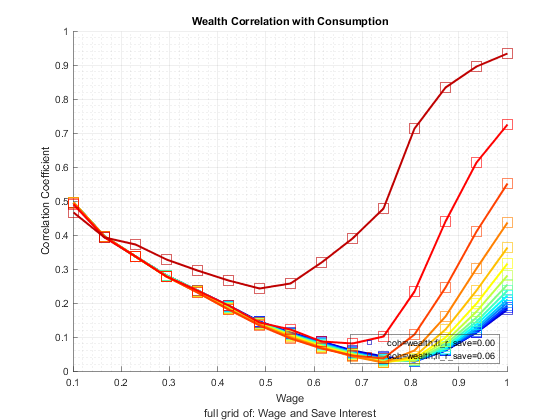 Wealth Correlation with Consumption
Correlation Coefficient
1
0.9
0.8
0.7
0.6
0.5
0.4
0.3
0.2
0.1
0
coh=wealth;fl_r_save=0.00
coh=wealth;fl_r_save=0.06
0.1 0.2 0.3 0.4 0.5 0.6 0.7 0.8 0.9 1
Wage
full grid of: Wage and Save Interest